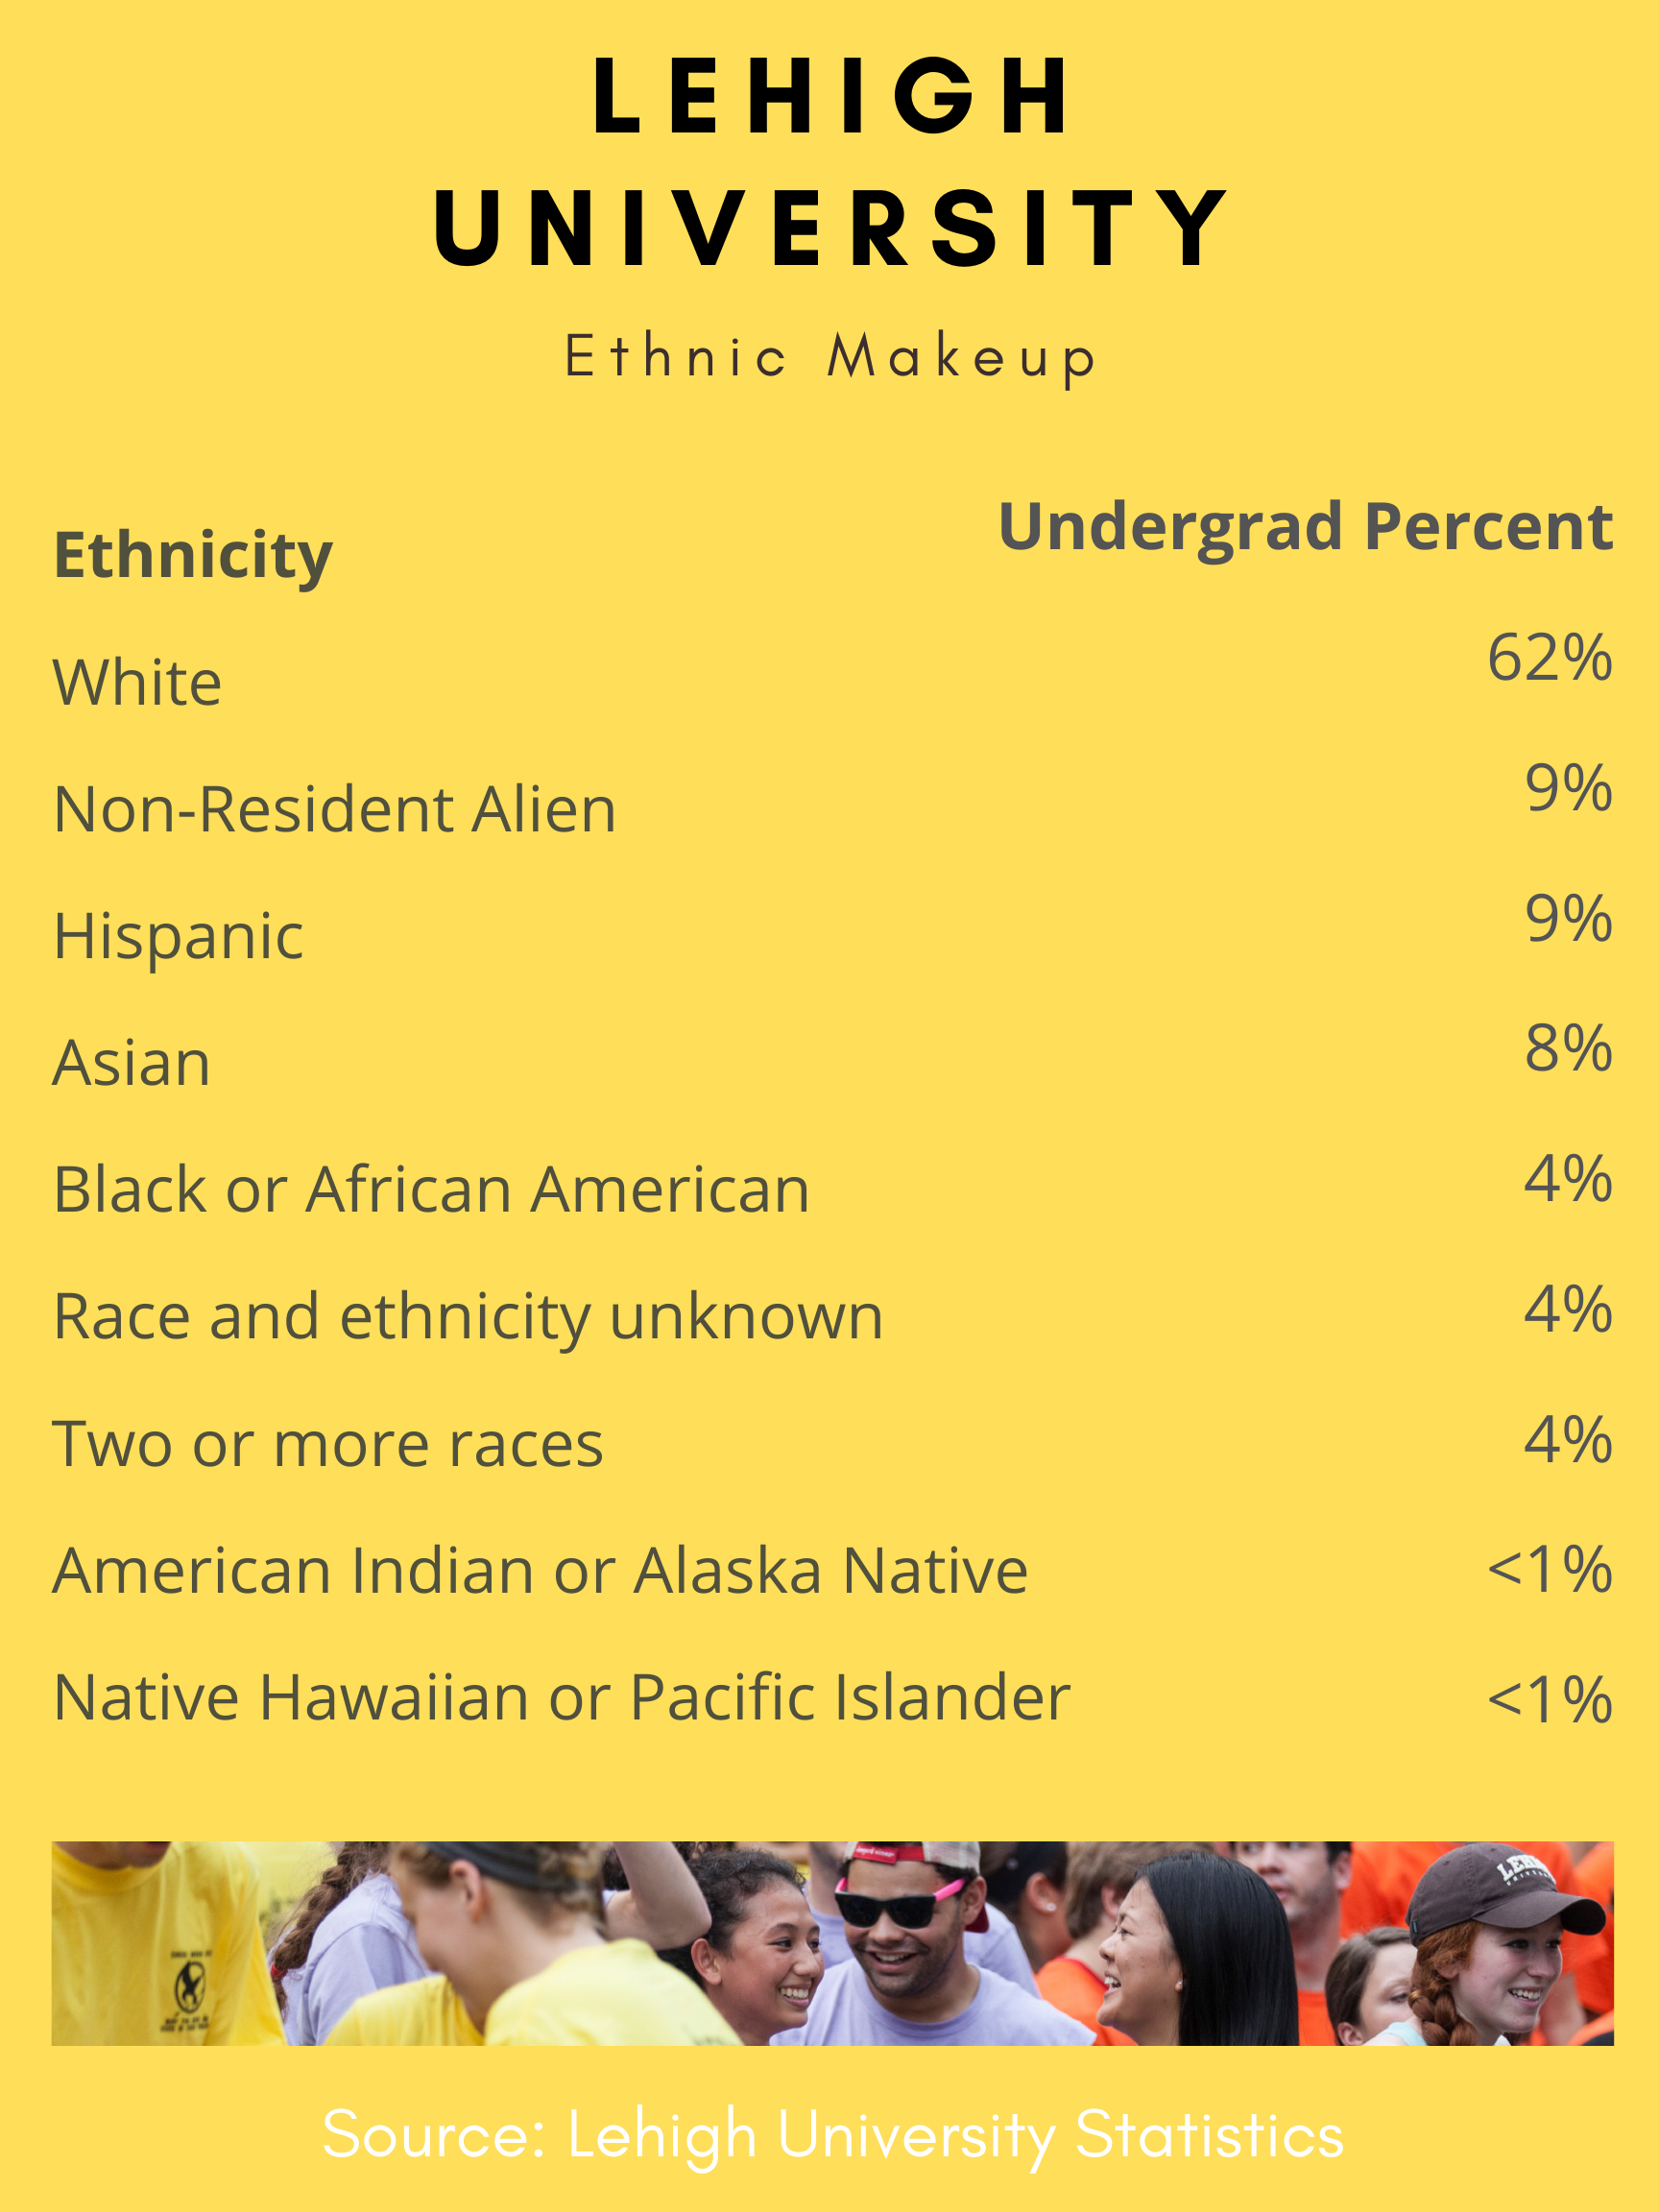 LEHIGH
UNIVERSITY
Ethnic Makeup
Ethnicity Undergrad Percent
White 62%
Non-Resident Alien 9%
Hispanic 9%
Asian 8%
Black or African American 4%
Race and ethnicity unknown 4%
Two or more races 4%
American Indian or Alaska Native <1%
Native Hawaiian or Pacific Islander <1%
Source: Lehigh University Statistics